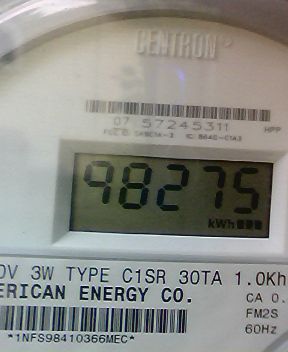 CENTRON®
07 57245311
HPP
98275
kWh
0V 3W TYPE C1SR 30TA 1.0Kh
ERICAN ENERGY CO.
CA 0.
FM2S
60Hz
*1NFS98410366MEC*